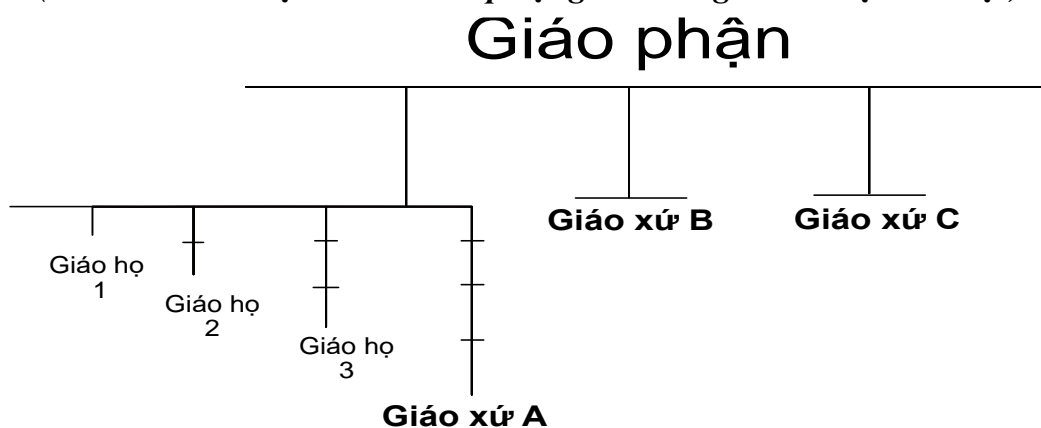 Giáo phận
Giáo xứ B
Giáo xứ C
Giáo họ
1
Giáo họ
2
Giáo họ
3
Giáo xứ A